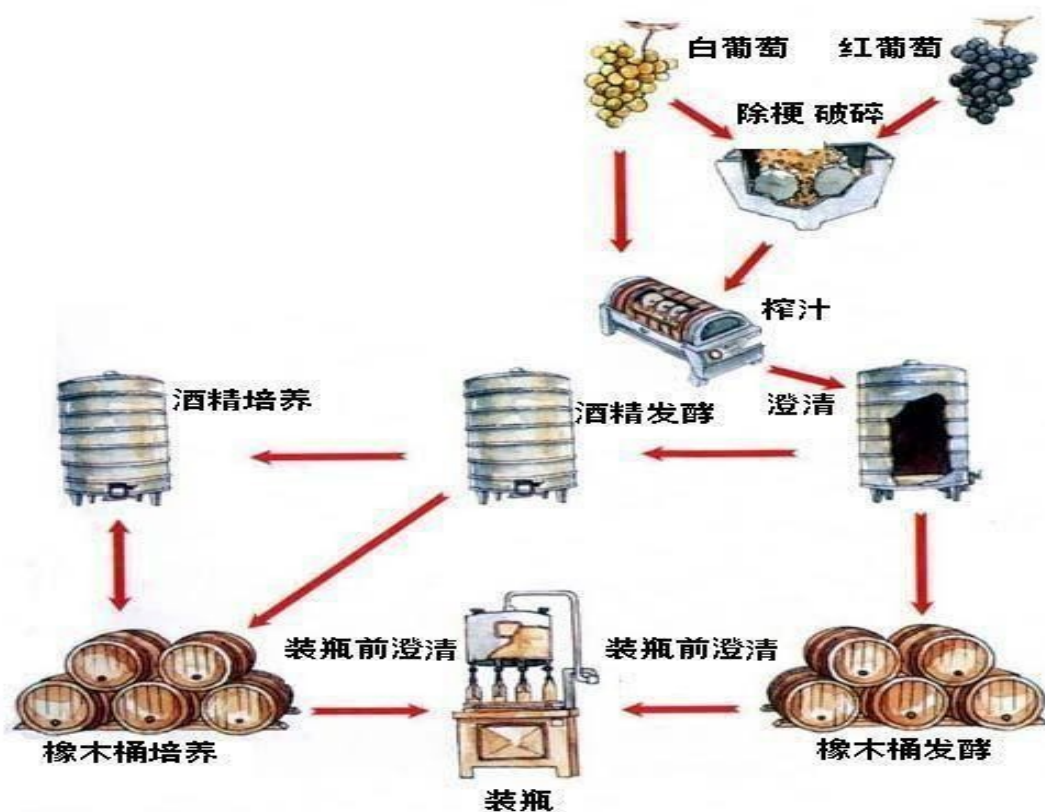 白葡萄 红葡萄
除梗 破碎
榨汁
酒精培养
酒精发酵
澄清
装瓶前澄清
装瓶前澄清
橡木桶培养
橡木桶发酵
装瓶